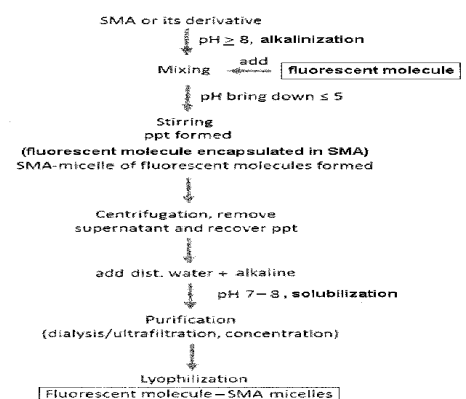 SMA or its derivative
pH ≥ 8, alkalinization
Mixing
add
fluorescent molecule
pH bring down ≤ 5
Stirring
ppt formed
(fluorescent molecule encapsulated in SMA)
SMA-micelle of fluorescent molecules formed
Centrifugation, remove
supernatant and recover ppt
add dist. water + alkaline
pH 7–8, solubilization
Purification
(dialysis/ultrafiltration, concentration)
Lyophilization
Fluorescent molecule–SMA micelles